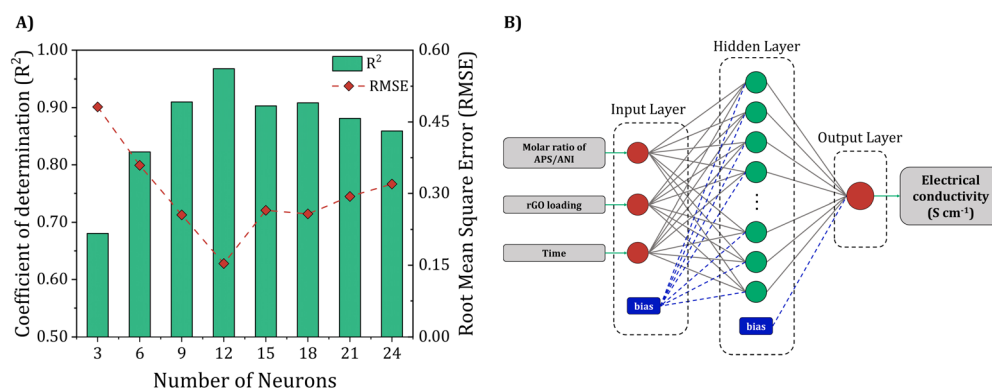 A)
Coefficient of determination (R²)
1.00
0.90
0.80
0.70
0.60
0.50
R²
RMSE
0.60
0.45
0.30
0.15
0.00
Root Mean Square Error (RMSE)
3 6 9 12 15 18 21 24
Number of Neurons
B)
Hidden Layer
Input Layer
Output Layer
Molar ratio of
APS/ANI
rGO loading
Time
bias
bias
Electrical
conductivity
(S cm⁻¹)